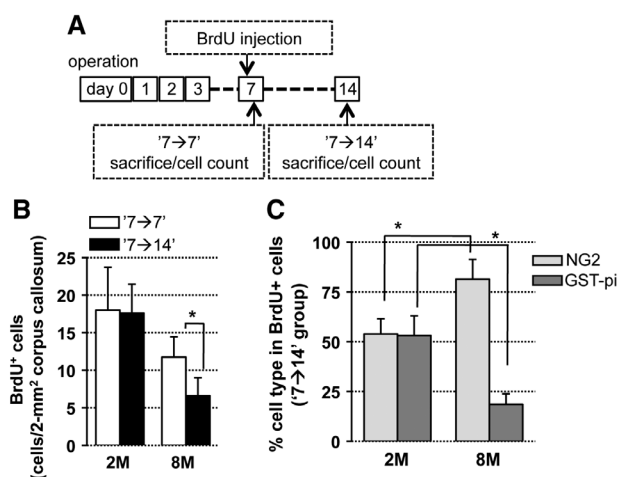 A
BrdU injection
operation
day 0 1 2 3 7 14
'7→7'
sacrifice/cell count
'7→14'
sacrifice/cell count
B
'7→7'
'7→14'
BrdU⁺ cells
(cells/2-mm² corpus callosum)
25
20
15
10
5
0
*
2M 8M
C
% cell type in BrdU+ cells
('7→14' group)
100
75
50
25
0
* *
NG2
GST-pi
2M 8M